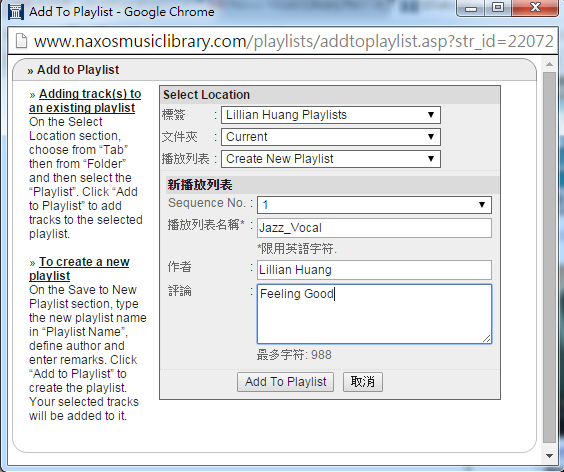 Add To Playlist - Google Chrome
www.naxosmusiclibrary.com/playlists/addtoplaylist.asp?str_id=22072
» Add to Playlist
» Adding track(s) to
an existing playlist
On the Select
Location section,
choose from “Tab”
then from “Folder”
and then select the
“Playlist”. Click “Add
to Playlist” to add
tracks to the selected
playlist.
» To create a new
playlist
On the Save to New
Playlist section, type
the new playlist name
in “Playlist Name”,
define author and
enter remarks. Click
“Add to Playlist” to
create the playlist.
Your selected tracks
will be added to it.
Select Location
標簽 : Lillian Huang Playlists
文件夾 : Current
播放列表 : Create New Playlist
新播放列表
Sequence No. : 1
播放列表名稱* : Jazz_Vocal
*限用英語字符.
作者 : Lillian Huang
評論 : Feeling Good
最多字符: 988
Add To Playlist 取消